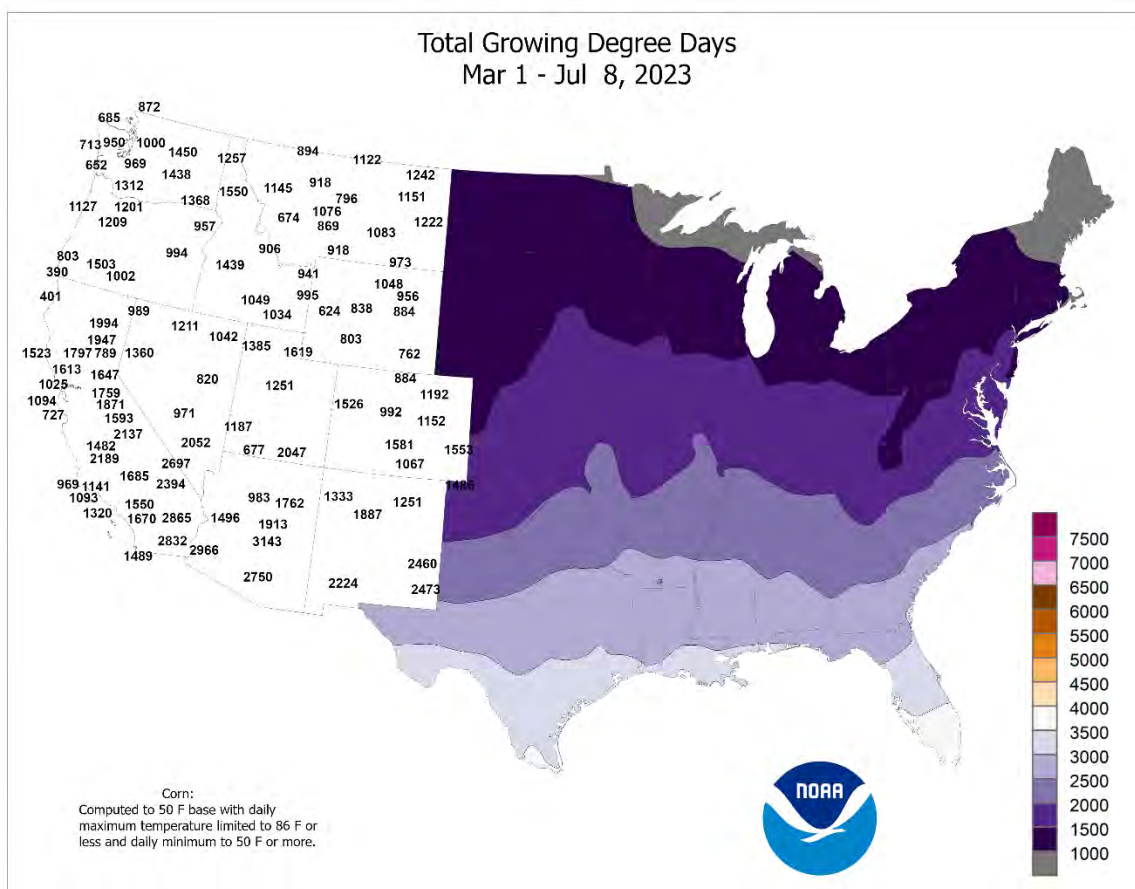 Total Growing Degree Days
Mar 1 - Jul 8, 2023
872
685
713 950 1000
894
1450 1257 1122
652 969
1438 918 1242
1312 1550 1145
796 1151
1127 1201 1368
1209 674 1076 1222
957 869
1083
906 918
803 994
1503 1439 973
390 1002 941
1048
401 1049 995 956
989 1034 624 838 884
1994 1211
1947 1042 803
1523 1797 789 1360 1385 1619 762
1613
1647 820 884
1025 1251
1094 1759 1192
1871 1526
727 1593 971 992 1152
2137 1187
1482 2052 1581 1553
677 2047
2189 2697 1067
1685
969 1141 2394 1486
1093 983 1333 1251
1550 1762
1320 1670 2865 1496 1887
1913
2832 3143
1489 2966
2460
2750 2224 2473
7500
7000
6500
6000
5500
5000
4500
4000
3500
3000
2500
2000
1500
1000
NOAA
Corn:
Computed to 50 F base with daily
maximum temperature limited to 86 F or
less and daily minimum to 50 F or more.